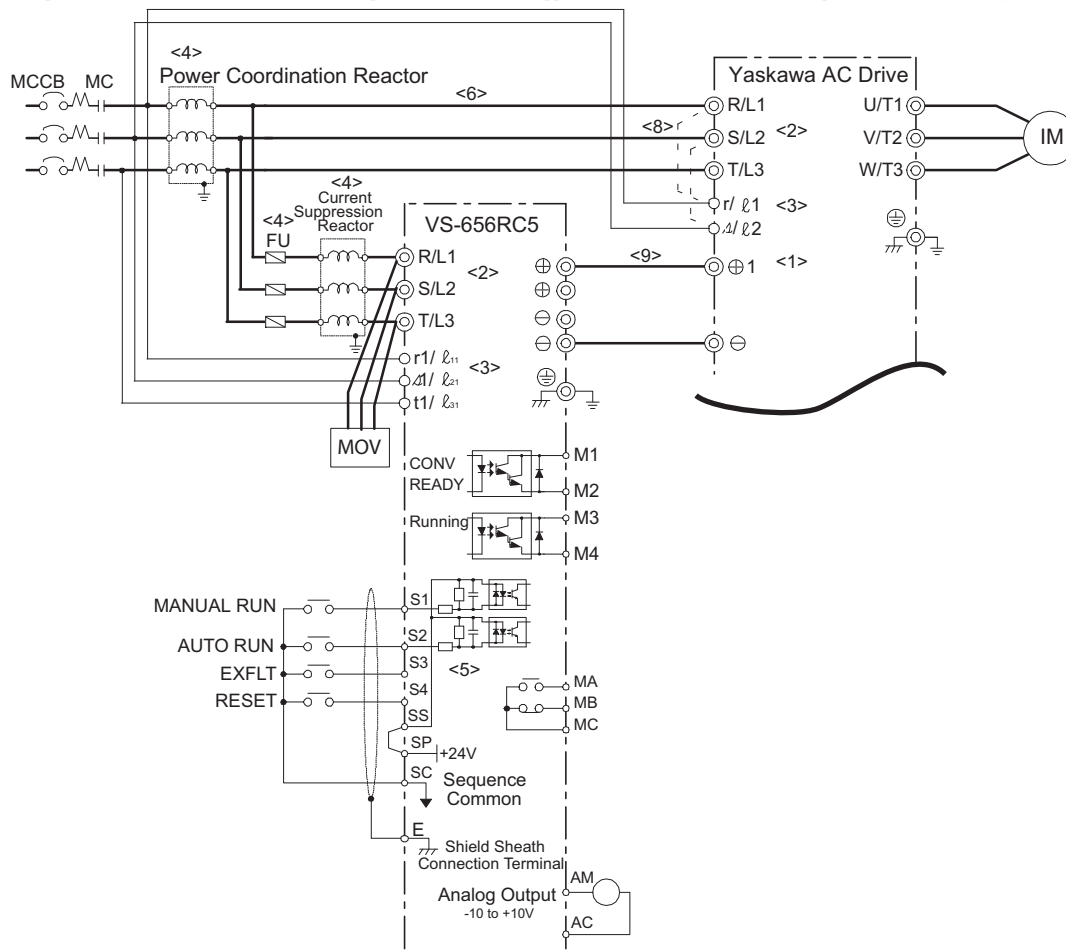 <4>
MCCB MC
Power Coordination Reactor
<6>
Yaskawa AC Drive
R/L1
U/T1
<8>
S/L2
<2>
V/T2
IM
T/L3
W/T3
<4>
Current
Suppression
Reactor
<4>
FU
r/ ℓ1
<3>
s/ℓ2
VS-656RC5
R/L1
<2>
⊕
<9>
⊕1
<1>
S/L2
⊕
T/L3
⊖
⊖
⊖
r1/ ℓ11
s1/ ℓ21
<3>
t1/ ℓ31
MOV
CONV
READY
M1
M2
Running
M3
M4
MANUAL RUN
S1
AUTO RUN
S2
EXFLT
S3
<5>
RESET
S4
MA
MB
MC
SS
SP
+24V
SC
Sequence
Common
E
Shield Sheath
Connection Terminal
Analog Output
-10 to +10V
AM
AC